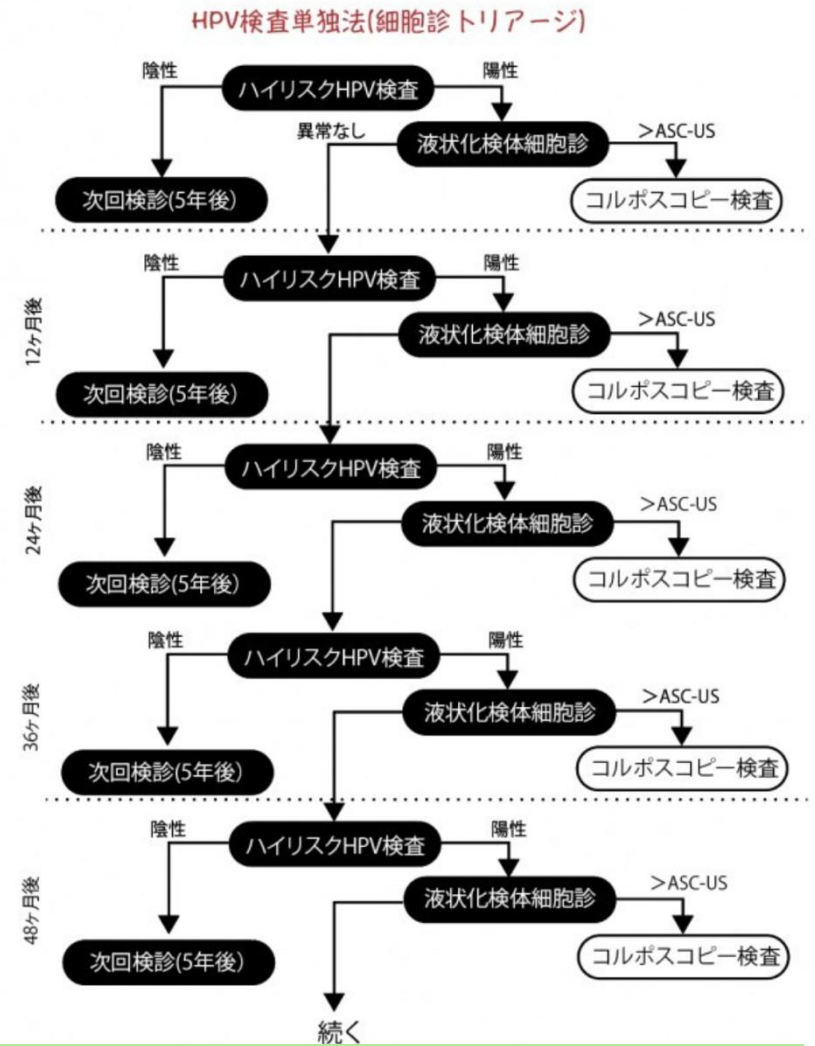 HPV検査単独法(細胞診トリアージ)
陰性
ハイリスクHPV検査
陽性
異常なし
液状化検体細胞診
>ASC-US
次回検診(5年後)
コルポスコピー検査
12ヶ月後
陰性
ハイリスクHPV検査
陽性
液状化検体細胞診
>ASC-US
次回検診(5年後)
コルポスコピー検査
24ヶ月後
陰性
ハイリスクHPV検査
陽性
液状化検体細胞診
>ASC-US
次回検診(5年後)
コルポスコピー検査
36ヶ月後
陰性
ハイリスクHPV検査
陽性
液状化検体細胞診
>ASC-US
次回検診(5年後)
コルポスコピー検査
48ヶ月後
陰性
ハイリスクHPV検査
陽性
液状化検体細胞診
>ASC-US
次回検診(5年後)
コルポスコピー検査
続く